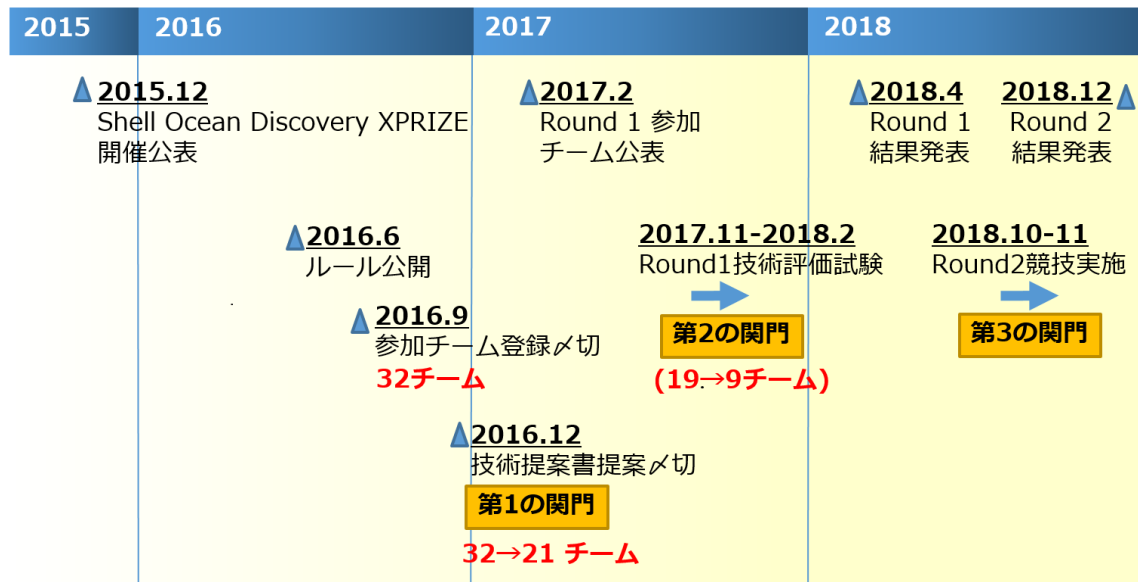 2015
2016
2017
2018
2015.12
Shell Ocean Discovery XPRIZE
開催公表
2017.2
Round 1 参加
チーム公表
2018.4
Round 1
結果発表
2018.12
Round 2
結果発表
2016.6
ルール公開
2017.11-2018.2
Round1技術評価試験
第2の関門
(19→9チーム)
2018.10-11
Round2競技実施
第3の関門
2016.9
参加チーム登録〆切
32チーム
2016.12
技術提案書提案〆切
第1の関門
32→21 チーム